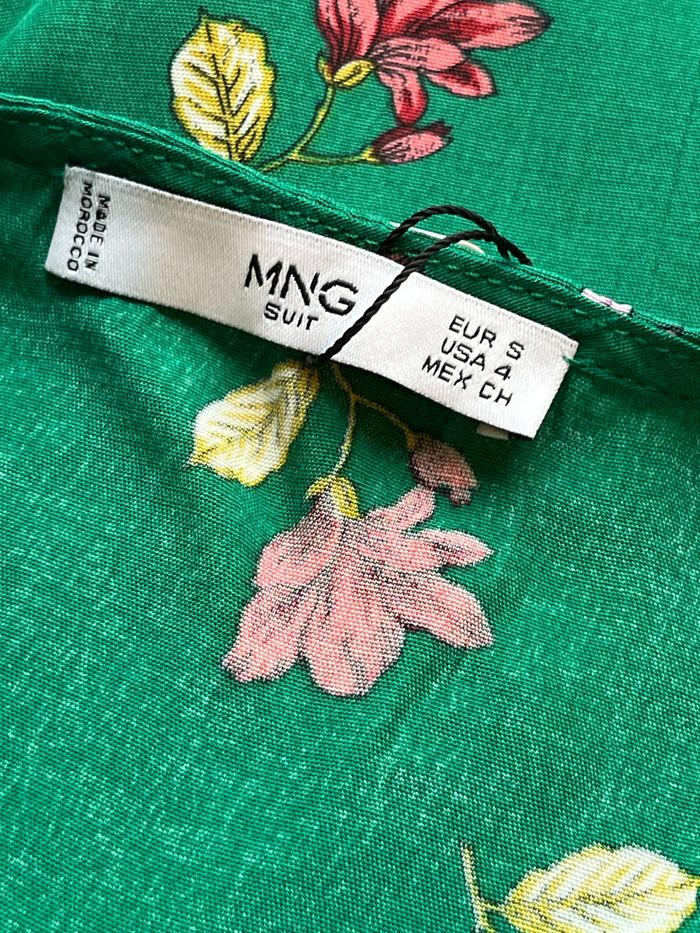 MADE IN
MOROCCO
MNG
SUIT
EUR S
USA 4
MEX CH